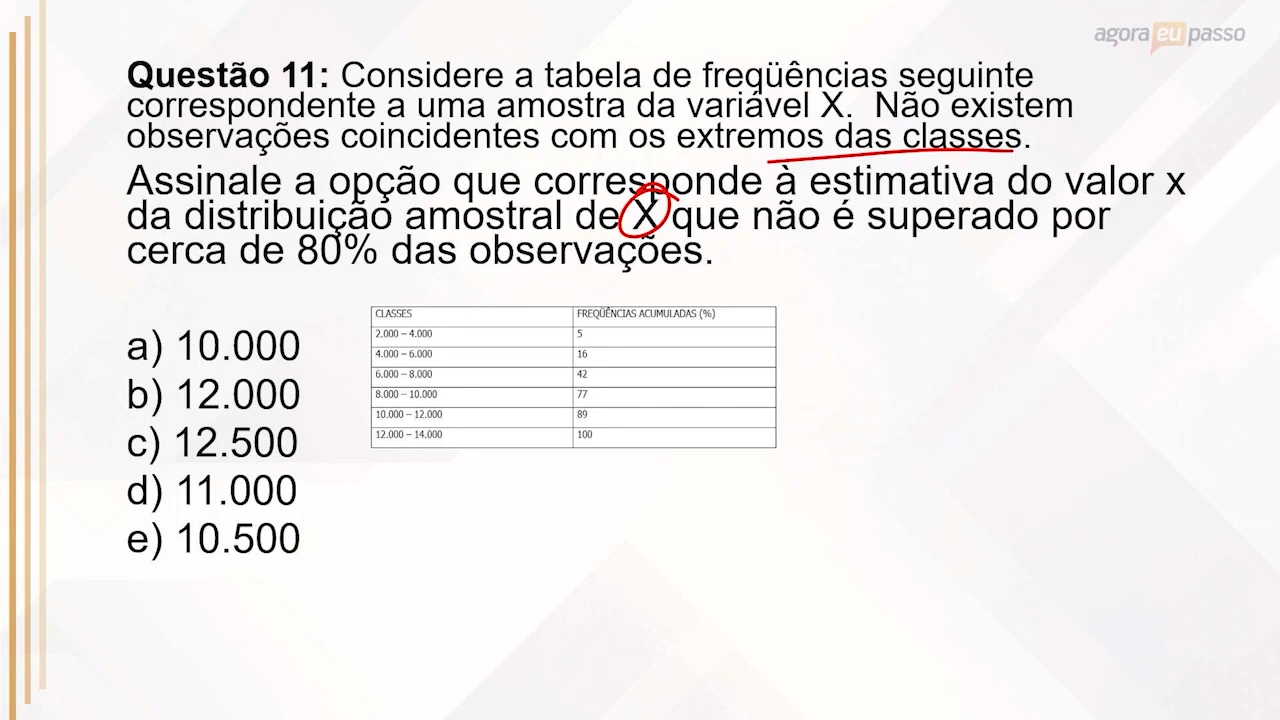 agora eu passo
Questão 11: Considere a tabela de freqüências seguinte
correspondente a uma amostra da variável X. Não existem
observações coincidentes com os extremos das classes.
Assinale a opção que corresponde à estimativa do valor x
da distribuição amostral de X que não é superado por
cerca de 80% das observações.
a) 10.000
b) 12.000
c) 12.500
d) 11.000
e) 10.500
CLASSES FREQÜÊNCIAS ACUMULADAS (%)
2.000 – 4.000 5
4.000 – 6.000 16
6.000 – 8.000 42
8.000 – 10.000 77
10.000 – 12.000 89
12.000 – 14.000 100